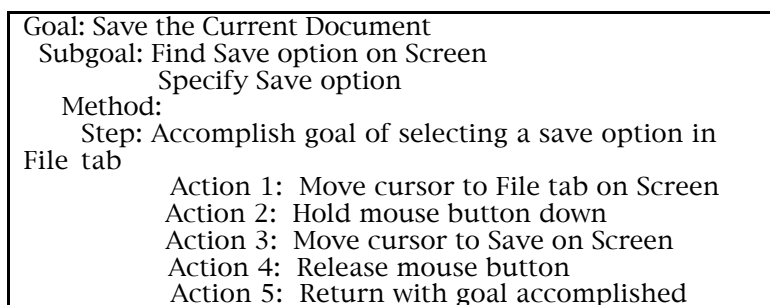 Goal: Save the Current Document
Subgoal: Find Save option on Screen
Specify Save option
Method:
Step: Accomplish goal of selecting a save option in
File tab
Action 1: Move cursor to File tab on Screen
Action 2: Hold mouse button down
Action 3: Move cursor to Save on Screen
Action 4: Release mouse button
Action 5: Return with goal accomplished